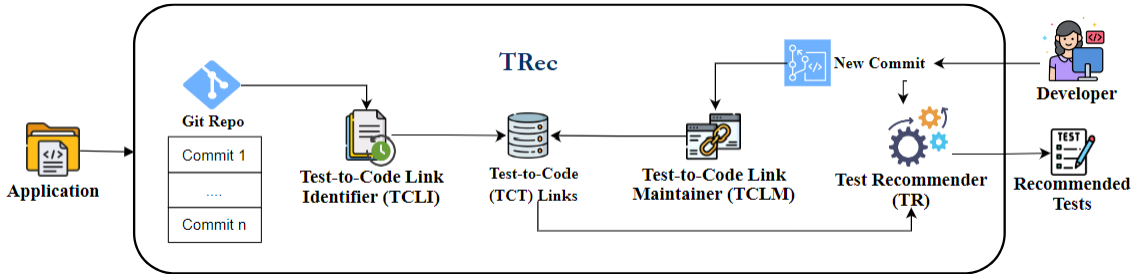 TRec
Application
Git Repo
Commit 1
....
Commit n
Test-to-Code Link
Identifier (TCLI)
Test-to-Code
(TCT) Links
Test-to-Code Link
Maintainer (TCLM)
New Commit
Test Recommender
(TR)
Developer
TEST
Recommended
Tests